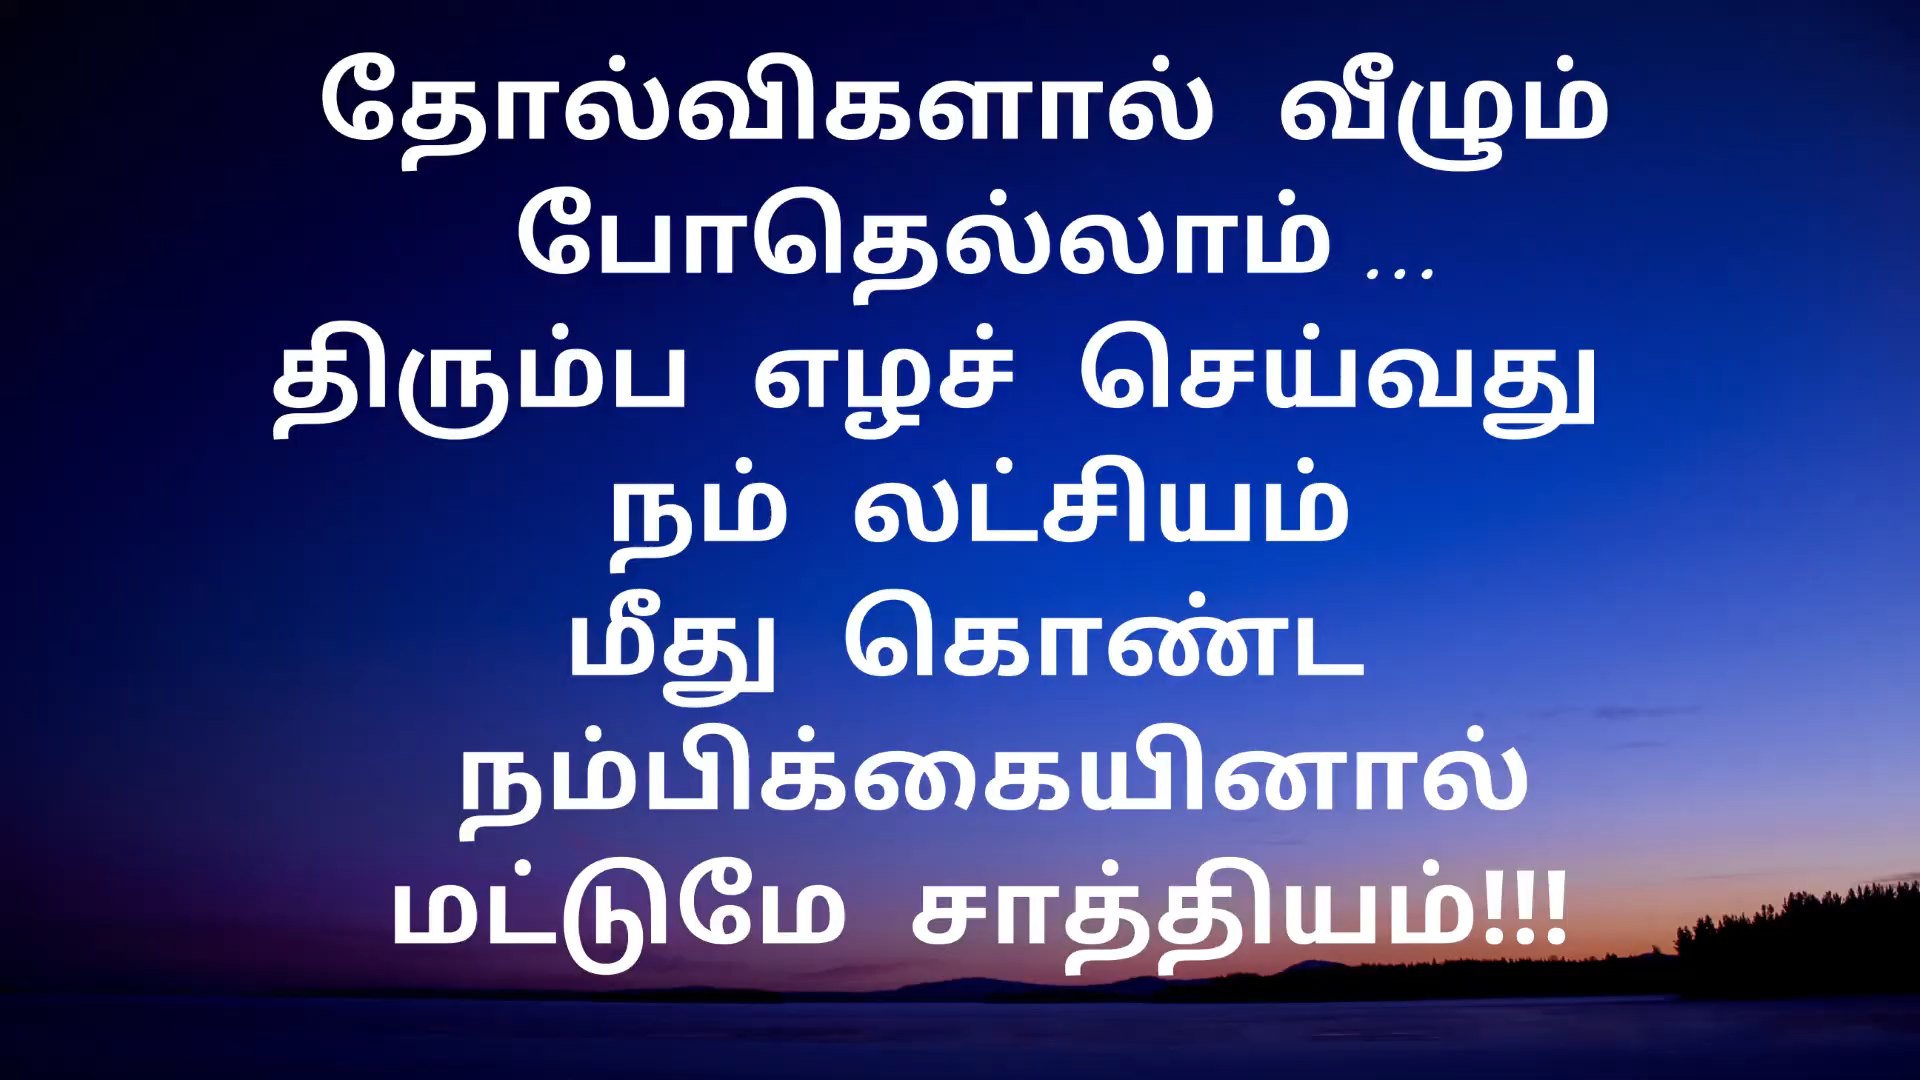 தோல்விகளால் வீழும்
போதெல்லாம் ...
திரும்ப எழச் செய்வது
நம் லட்சியம்
மீது கொண்ட
நம்பிக்கையினால்
மட்டுமே சாத்தியம்!!!